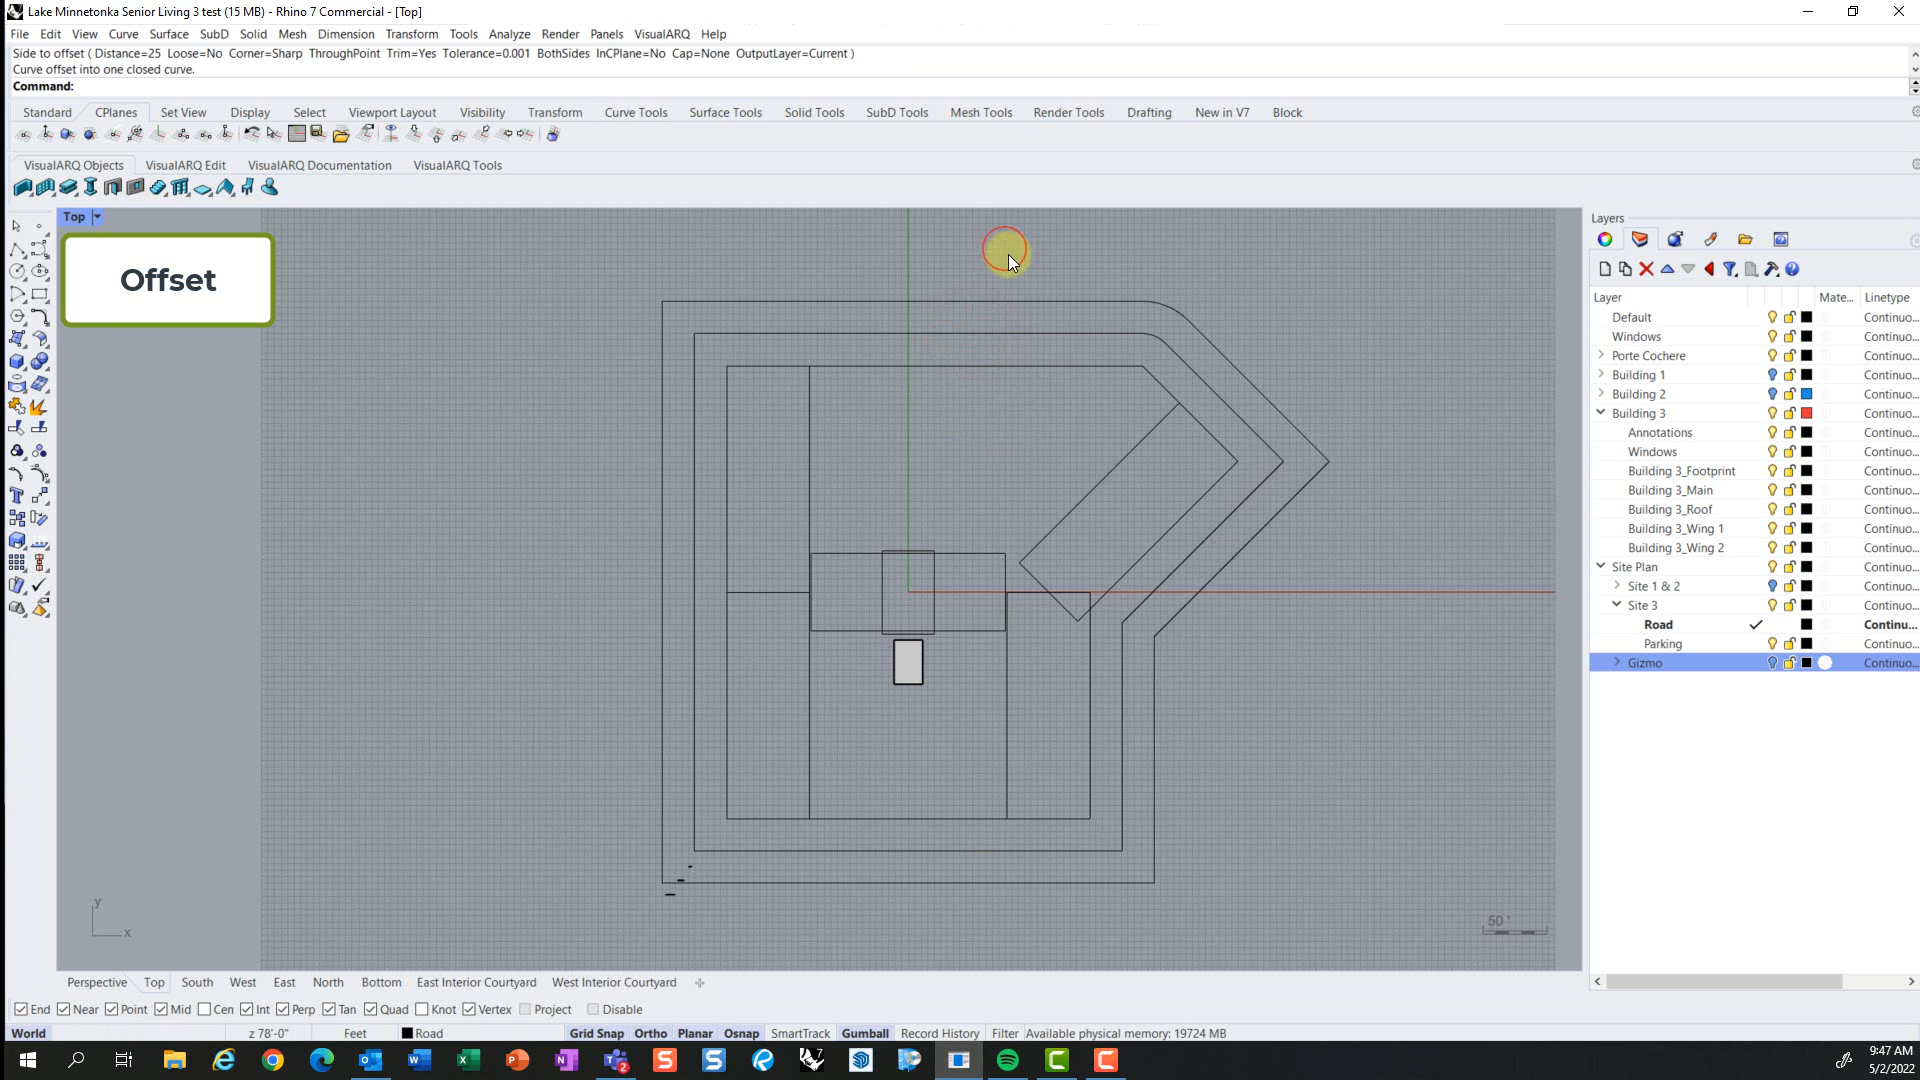 Lake Minnetonka Senior Living 3 test (15 MB) - Rhino 7 Commercial - [Top]
File Edit View Curve Surface SubD Solid Mesh Dimension Transform Tools Analyze Render Panels VisualARQ Help
Side to offset ( Distance=25 Loose=No Corner=Sharp ThroughPoint Trim=Yes Tolerance=0.001 BothSides InCPlane=No Cap=None OutputLayer=Current )
Curve offset into one closed curve.
Command:
Standard CPlanes Set View Display Select Viewport Layout Visibility Transform Curve Tools Surface Tools Solid Tools SubD Tools Mesh Tools Render Tools Drafting New in V7 Block
VisualARQ Objects VisualARQ Edit VisualARQ Documentation VisualARQ Tools
Top
Offset
Layers
Layer Mate... Linetype
Default Continuo...
Windows Continuo...
Porte Cochere Continuo...
Building 1 Continuo...
Building 2 Continuo...
Building 3 Continuo...
Annotations Continuo...
Windows Continuo...
Building 3_Footprint Continuo...
Building 3_Main Continuo...
Building 3_Roof Continuo...
Building 3_Wing 1 Continuo...
Building 3_Wing 2 Continuo...
Site Plan Continuo...
Site 1 & 2 Continuo...
Site 3 Continuo...
Road Continu...
Parking Continuo...
Gizmo Continuo...
50 '
y
x
Perspective Top South West East North Bottom East Interior Courtyard West Interior Courtyard
End Near Point Mid Cen Int Perp Tan Quad Knot Vertex Project Disable
World z 78'-0" Feet Road Grid Snap Ortho Planar Osnap SmartTrack Gumball Record History Filter Available physical memory: 19724 MB
9:47 AM
5/2/2022